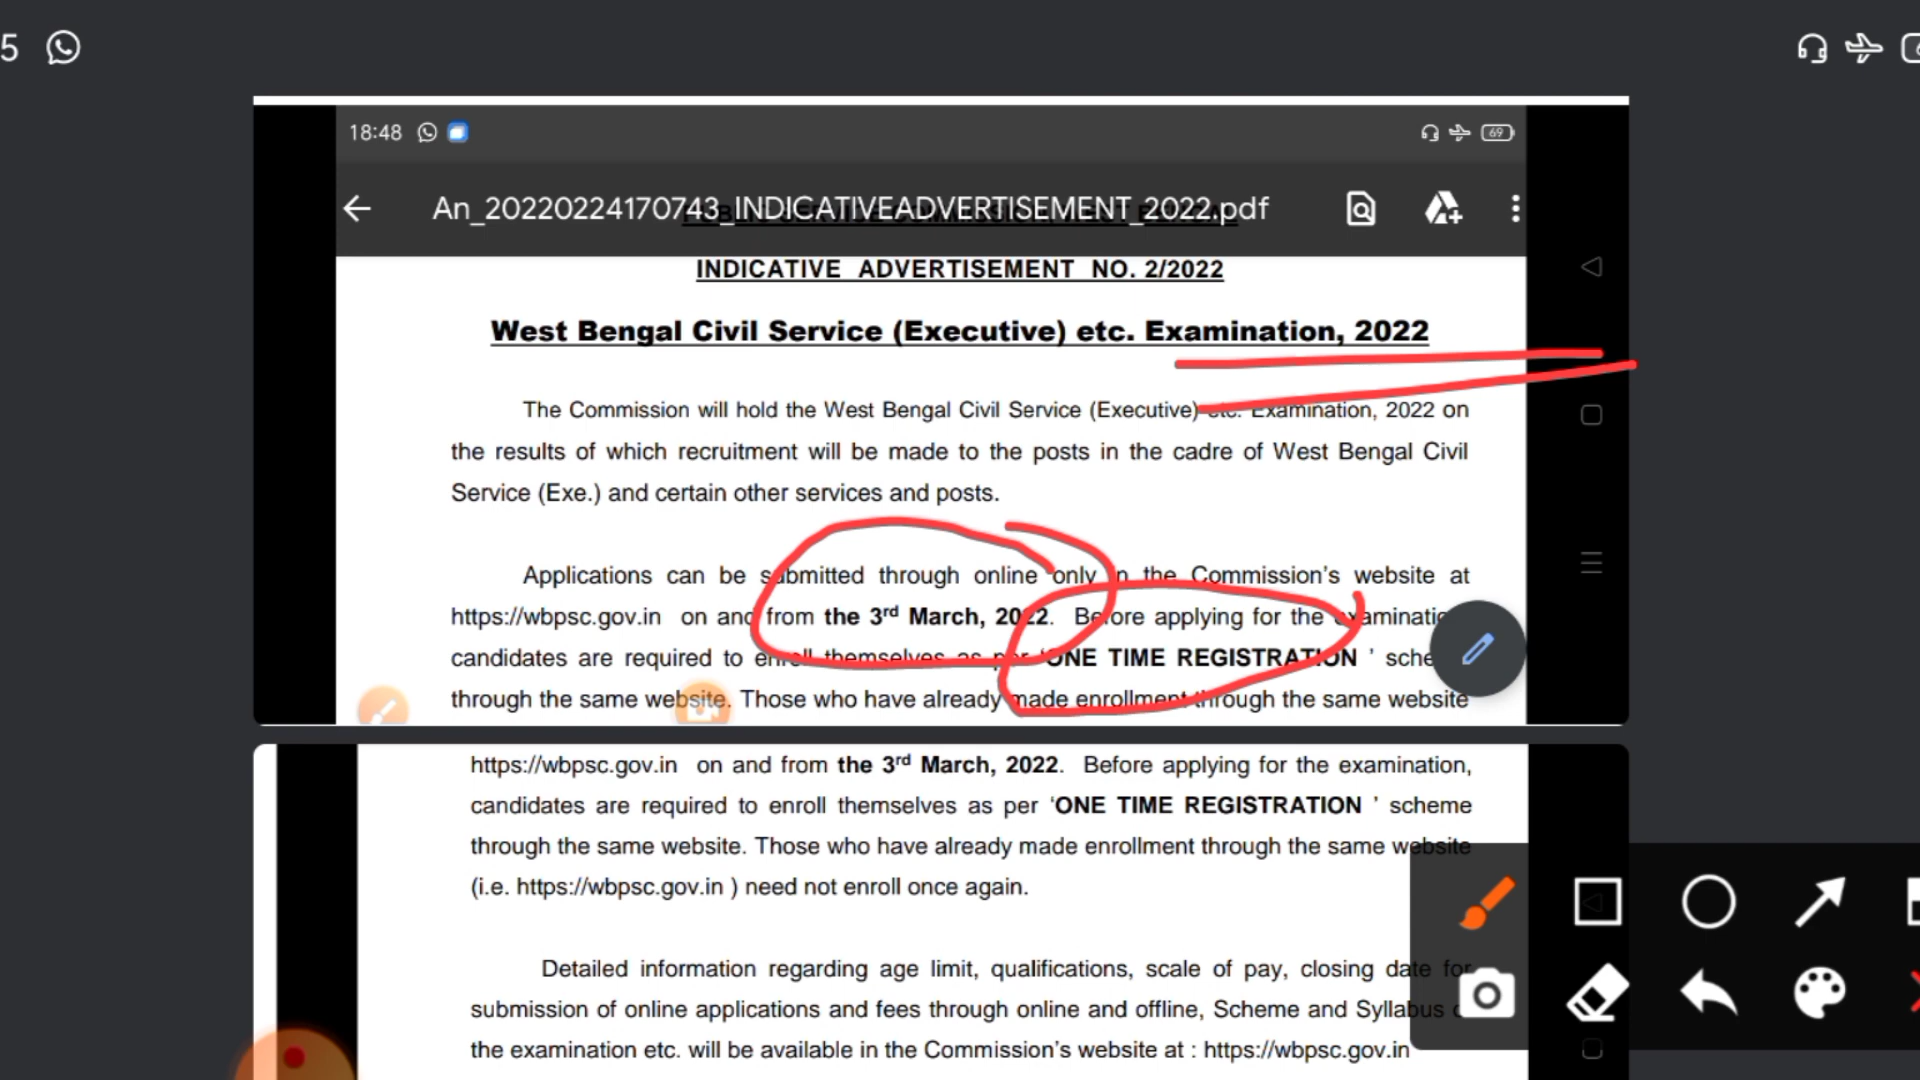 5
18:48
69
An_20220224170743_INDICATIVEADVERTISEMENT_2022.pdf
INDICATIVE ADVERTISEMENT NO. 2/2022
West Bengal Civil Service (Executive) etc. Examination, 2022
The Commission will hold the West Bengal Civil Service (Executive) etc. Examination, 2022 on
the results of which recruitment will be made to the posts in the cadre of West Bengal Civil
Service (Exe.) and certain other services and posts.
Applications can be submitted through online only in the Commission's website at
https://wbpsc.gov.in on and from the 3rd March, 2022. Before applying for the examinatio
candidates are required to enroll themselves as per 'ONE TIME REGISTRATION ' sche
through the same website. Those who have already made enrollment through the same website
https://wbpsc.gov.in on and from the 3rd March, 2022. Before applying for the examination,
candidates are required to enroll themselves as per 'ONE TIME REGISTRATION ' scheme
through the same website. Those who have already made enrollment through the same website
(i.e. https://wbpsc.gov.in ) need not enroll once again.
Detailed information regarding age limit, qualifications, scale of pay, closing date for
submission of online applications and fees through online and offline, Scheme and Syllabus
the examination etc. will be available in the Commission's website at : https://wbpsc.gov.in